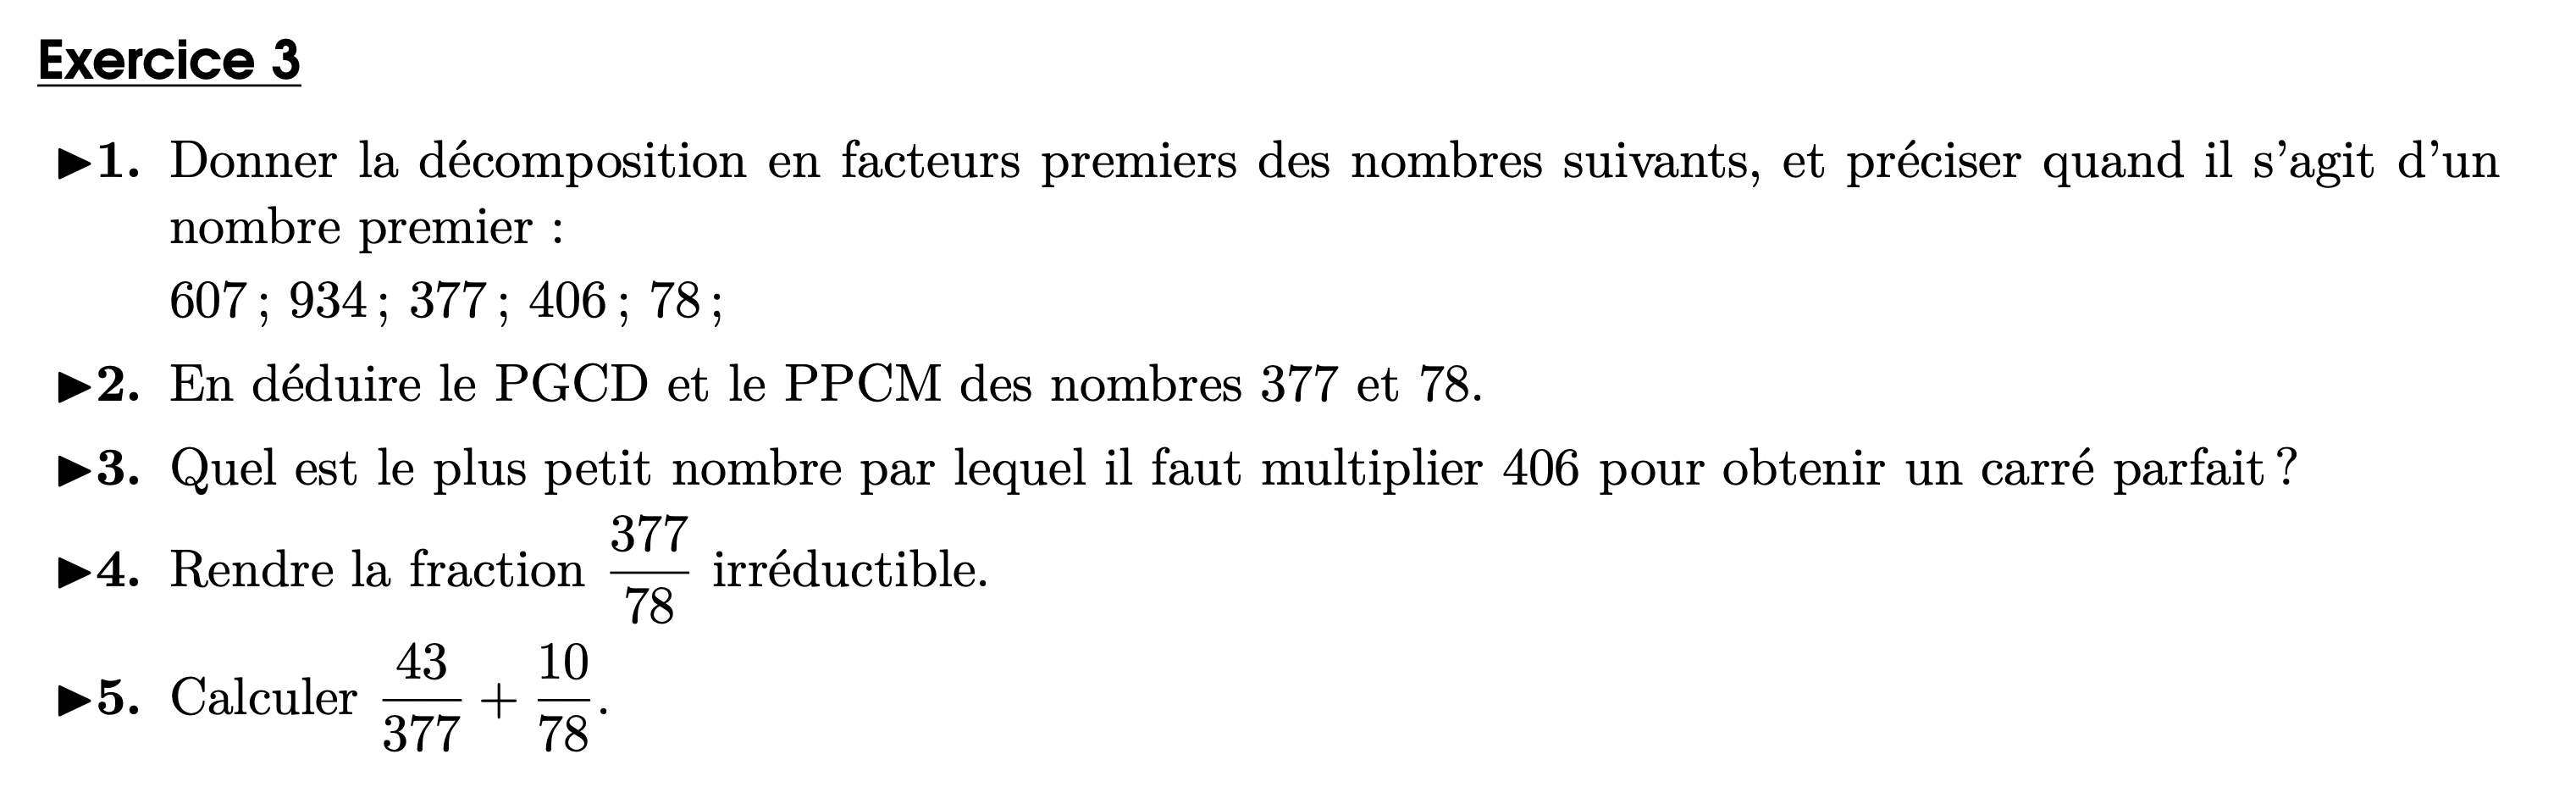 Exercice 3
▶1. Donner la décomposition en facteurs premiers des nombres suivants, et préciser quand il s'agit d'un
nombre premier :
607 ; 934 ; 377 ; 406 ; 78 ;
▶2. En déduire le PGCD et le PPCM des nombres 377 et 78.
▶3. Quel est le plus petit nombre par lequel il faut multiplier 406 pour obtenir un carré parfait ?
▶4. Rendre la fraction 377/78 irréductible.
▶5. Calculer 43/377 + 10/78.